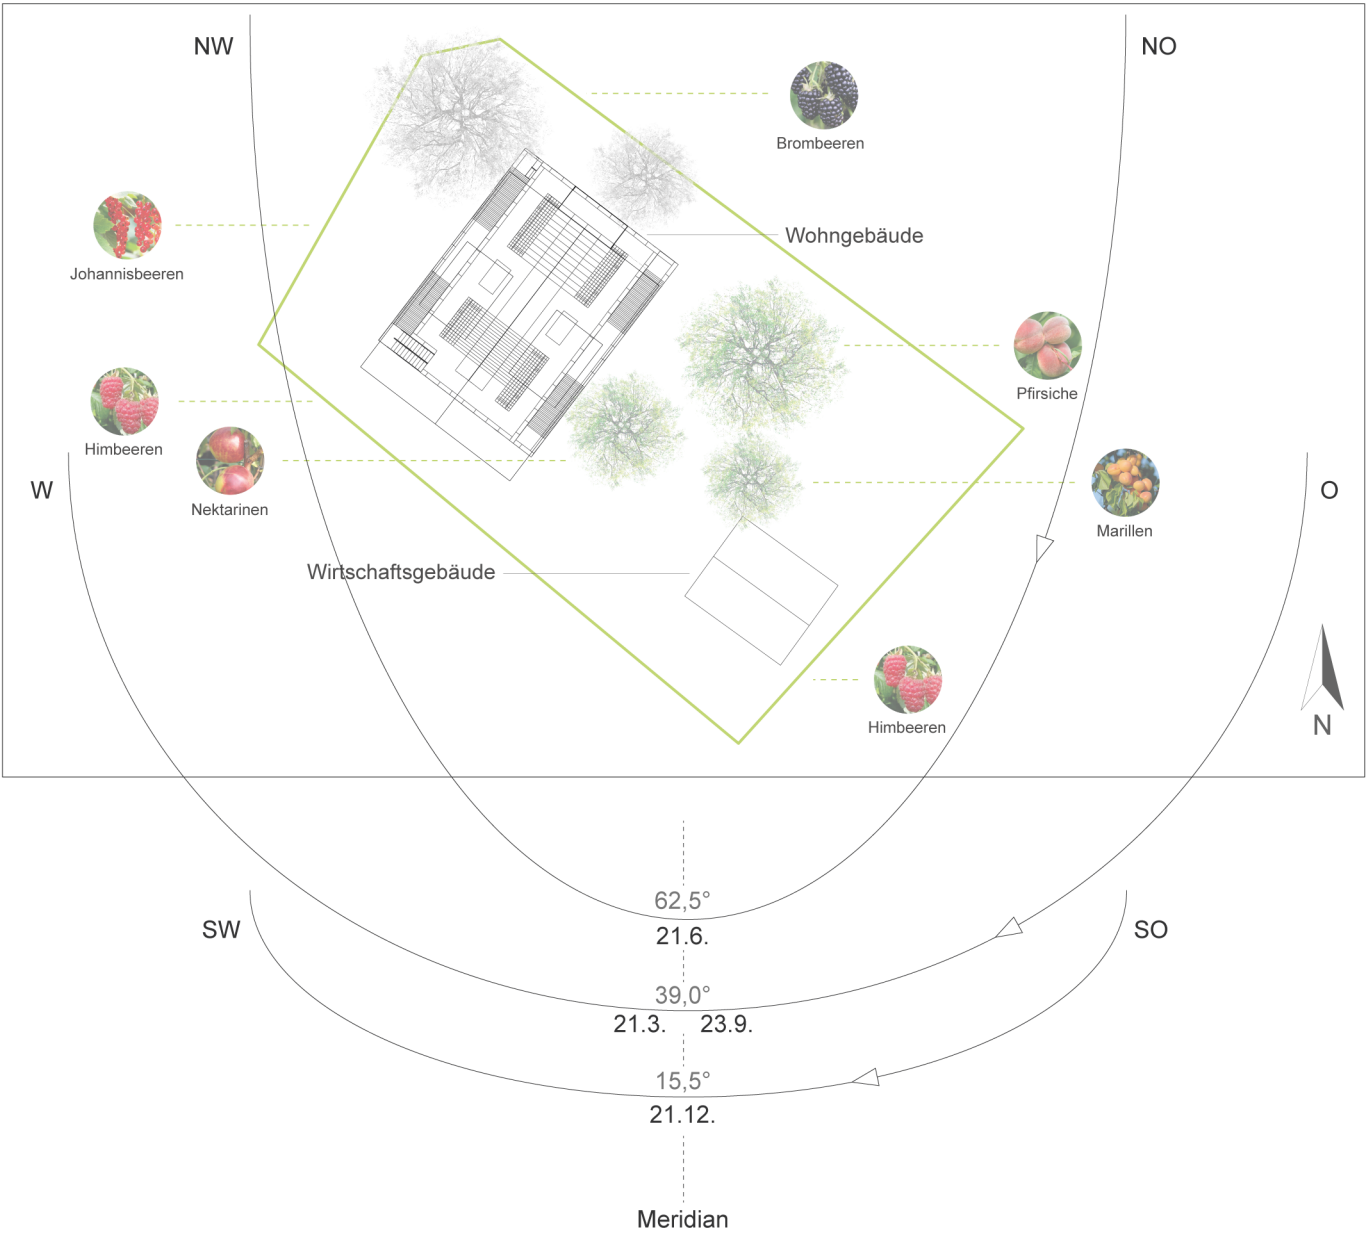 NW
NO
Brombeeren
Wohngebäude
Johannisbeeren
Pfirsiche
Himbeeren
W
Nektarinen
O
Marillen
Wirtschaftsgebäude
Himbeeren
N
62,5°
SW
21.6.
SO
39,0°
21.3. 23.9.
15,5°
21.12.
Meridian